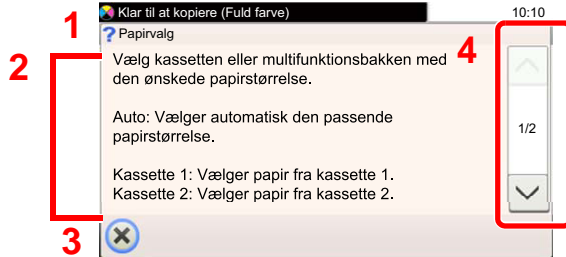 Klar til at kopiere (Fuld farve)
10:10
1
? Papirvalg
2
Vælg kassetten eller multifunktionsbakken med
den ønskede papirstørrelse.
4
Auto: Vælger automatisk den passende
papirstørrelse.
1/2
Kassette 1: Vælger papir fra kassette 1.
Kassette 2: Vælger papir fra kassette 2.
3